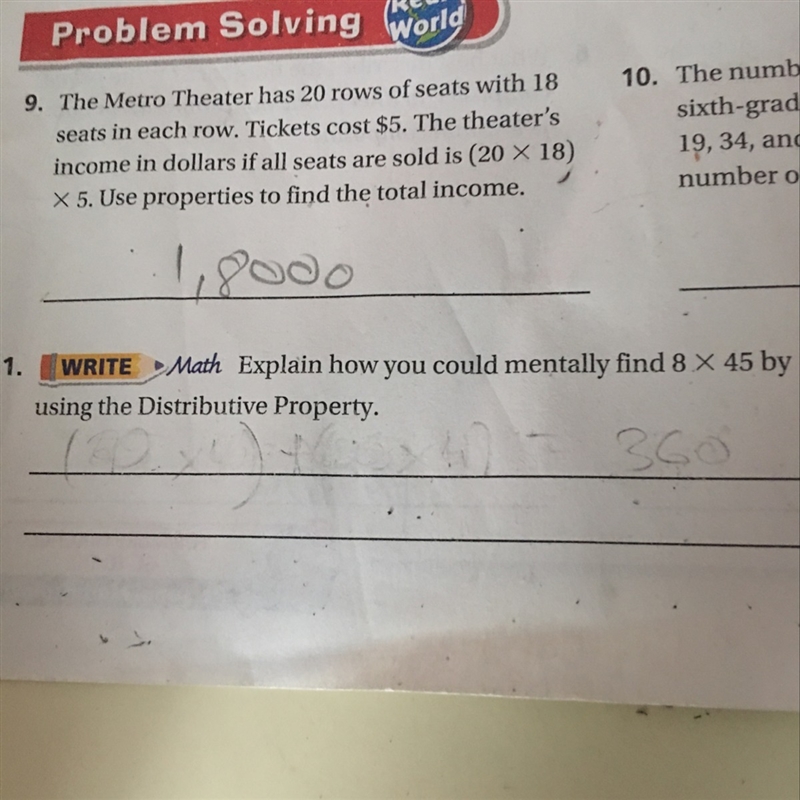 Problem Solving
Real World
9. The Metro Theater has 20 rows of seats with 18
seats in each row. Tickets cost $5. The theater's
income in dollars if all seats are sold is (20 × 18)
× 5. Use properties to find the total income.
1,8000
10. The numb
sixth-grad
19, 34, and
number o
1. WRITE Math Explain how you could mentally find 8 × 45 by
using the Distributive Property.
= 360